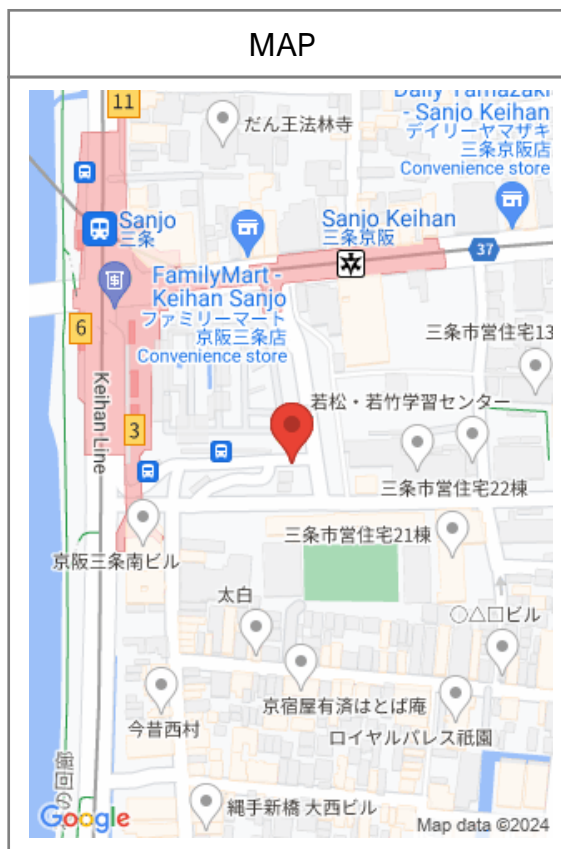 MAP
11
だん王法林寺
Daily Yamazaki
- Sanjo Keihan
デイリーヤマザキ
三条京阪店
Convenience store
Sanjo
三条
Sanjo Keihan
三条京阪
37
FamilyMart -
Keihan Sanjo
ファミリーマート
京阪三条店
Convenience store
6
三条市営住宅13
Keihan Line
若松・若竹学習センター
3
三条市営住宅22棟
三条市営住宅21棟
京阪三条南ビル
太白
○△□ビル
京宿屋有済はとば庵
今昔西村
ロイヤルパレス祇園
の回廊
縄手新橋 大西ビル
Google
Map data ©2024